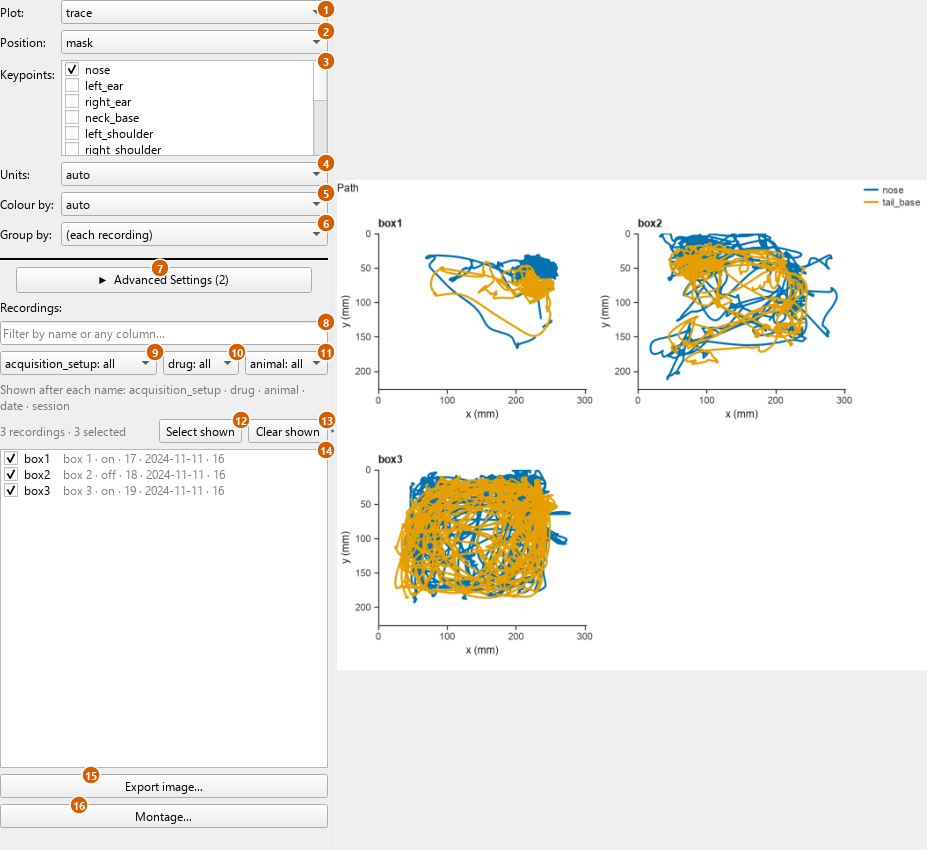 Plot: trace 1
Position: mask 2
Keypoints: 3
nose
left_ear
right_ear
neck_base
left_shoulder
right_shoulder
Units: auto 4
Colour by: auto 5
Group by: (each recording) 6
7
► Advanced Settings (2)
Recordings:
Filter by name or any column... 8
acquisition_setup: all 9 drug: all 10 animal: all 11
Shown after each name: acquisition_setup · drug · animal ·
date · session
3 recordings · 3 selected Select shown 12 Clear shown 13
14
box1 box 1 · on · 17 · 2024-11-11 · 16
box2 box 2 · off · 18 · 2024-11-11 · 16
box3 box 3 · on · 19 · 2024-11-11 · 16
15
Export image...
16
Montage...
Path
nose
tail_base
box1
0
50
100
150
200
y (mm)
0 100 200 300
x (mm)
box2
0
50
100
150
200
y (mm)
0 100 200 300
x (mm)
box3
0
50
100
150
200
y (mm)
0 100 200 300
x (mm)